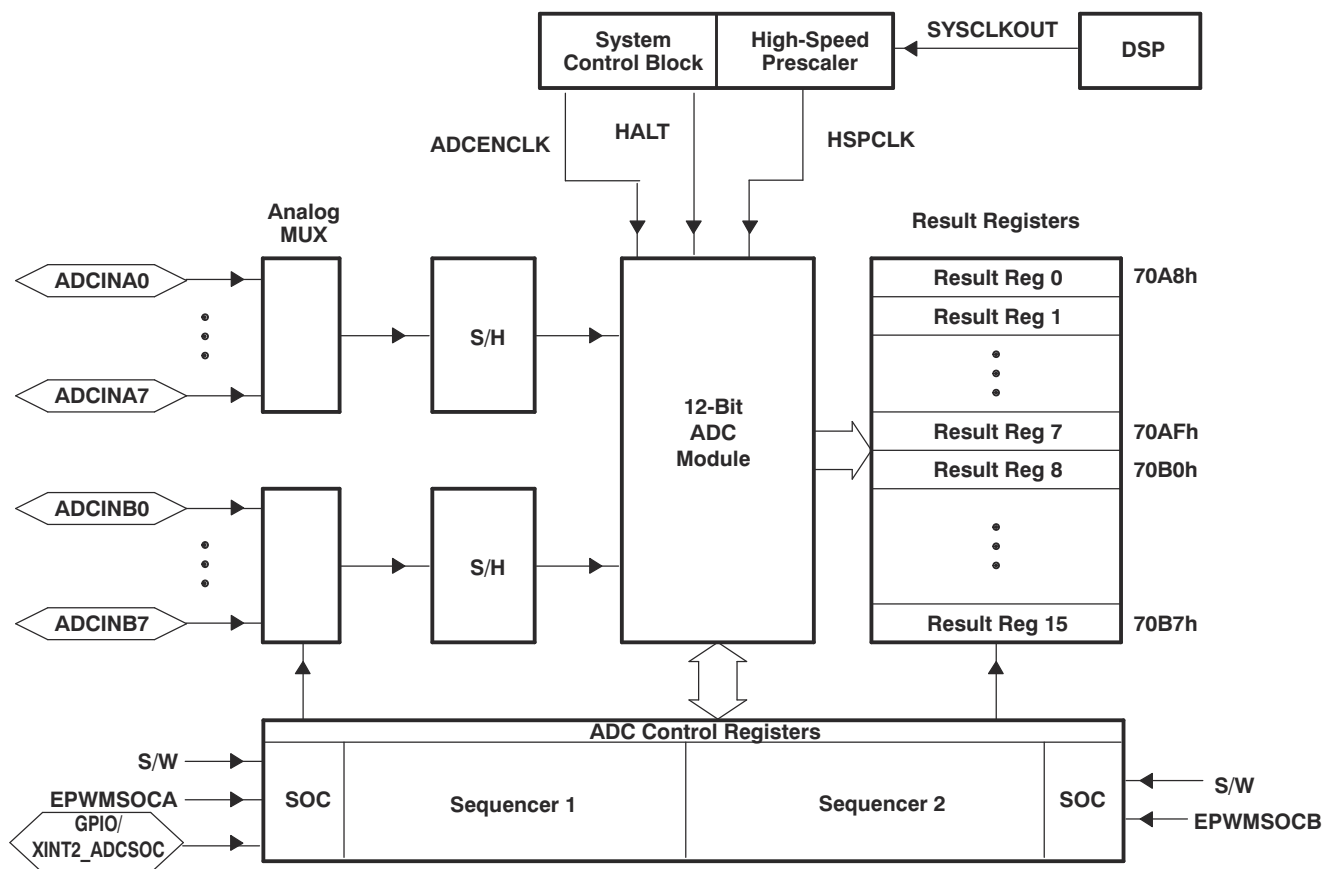 System
Control Block
High-Speed
Prescaler
SYSCLKOUT
DSP
ADCENCLK
HALT
HSPCLK
Analog
MUX
Result Registers
ADCINA0
ADCINA7
S/H
12-Bit
ADC
Module
Result Reg 0
70A8h
Result Reg 1
Result Reg 7
70AFh
Result Reg 8
70B0h
ADCINB0
ADCINB7
S/H
Result Reg 15
70B7h
ADC Control Registers
S/W
EPWMSOCA
GPIO/
XINT2_ADCSOC
SOC
Sequencer 1
Sequencer 2
SOC
S/W
EPWMSOCB